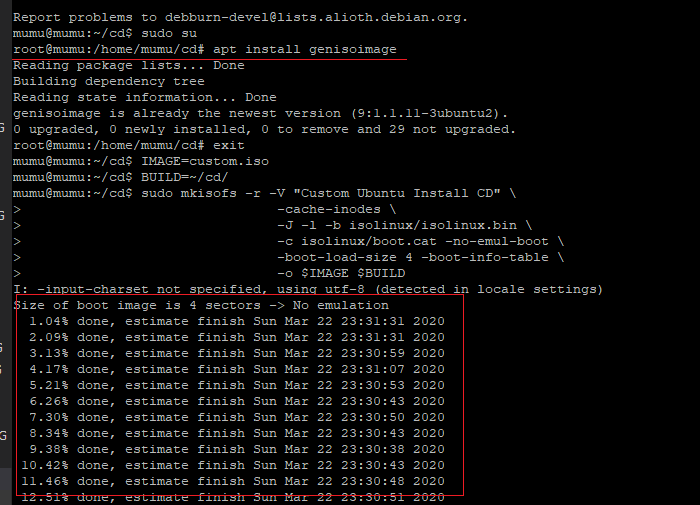 Report problems to debburn-devel@lists.alioth.debian.org.
mumu@mumu:~/cd$ sudo su
root@mumu:/home/mumu/cd# apt install genisoimage
Reading package lists... Done
Building dependency tree
Reading state information... Done
genisoimage is already the newest version (9:1.1.11-3ubuntu2).
0 upgraded, 0 newly installed, 0 to remove and 29 not upgraded.
root@mumu:/home/mumu/cd# exit
mumu@mumu:~/cd$ IMAGE=custom.iso
mumu@mumu:~/cd$ BUILD=~/cd/
mumu@mumu:~/cd$ sudo mkisofs -r -V "Custom Ubuntu Install CD" \
> -cache-inodes \
> -J -l -b isolinux/isolinux.bin \
> -c isolinux/boot.cat -no-emul-boot \
> -boot-load-size 4 -boot-info-table \
> -o $IMAGE $BUILD
I: -input-charset not specified, using utf-8 (detected in locale settings)
Size of boot image is 4 sectors -> No emulation
1.04% done, estimate finish Sun Mar 22 23:31:31 2020
2.09% done, estimate finish Sun Mar 22 23:31:31 2020
3.13% done, estimate finish Sun Mar 22 23:30:59 2020
4.17% done, estimate finish Sun Mar 22 23:31:07 2020
5.21% done, estimate finish Sun Mar 22 23:30:53 2020
6.26% done, estimate finish Sun Mar 22 23:30:43 2020
7.30% done, estimate finish Sun Mar 22 23:30:50 2020
8.34% done, estimate finish Sun Mar 22 23:30:43 2020
9.38% done, estimate finish Sun Mar 22 23:30:38 2020
10.42% done, estimate finish Sun Mar 22 23:30:43 2020
11.46% done, estimate finish Sun Mar 22 23:30:48 2020
12.51% done, estimate finish Sun Mar 22 23:30:51 2020